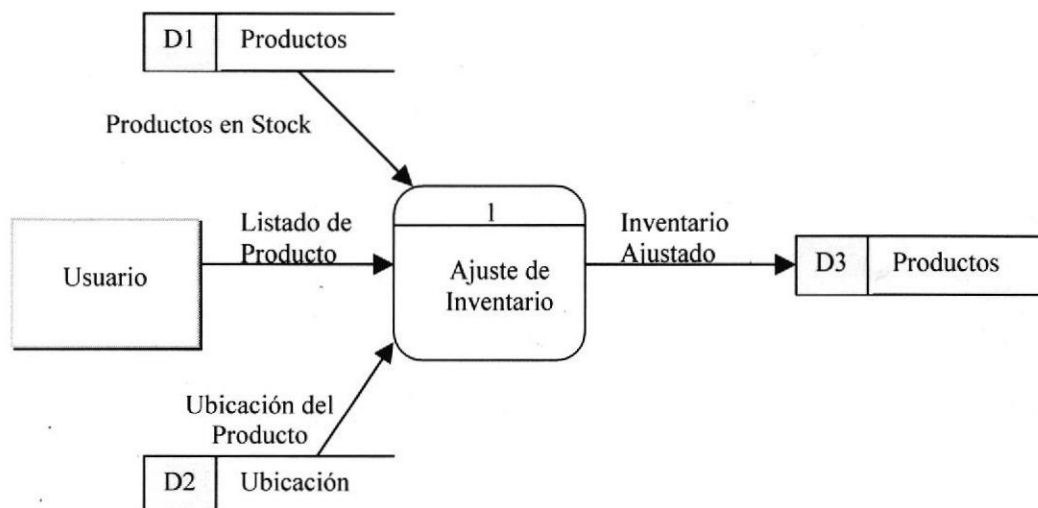 D1 Productos
Productos en Stock
1
Listado de
Producto
Inventario
Ajustado
Usuario
Ajuste de
Inventario
D3 Productos
Ubicación del
Producto
D2 Ubicación